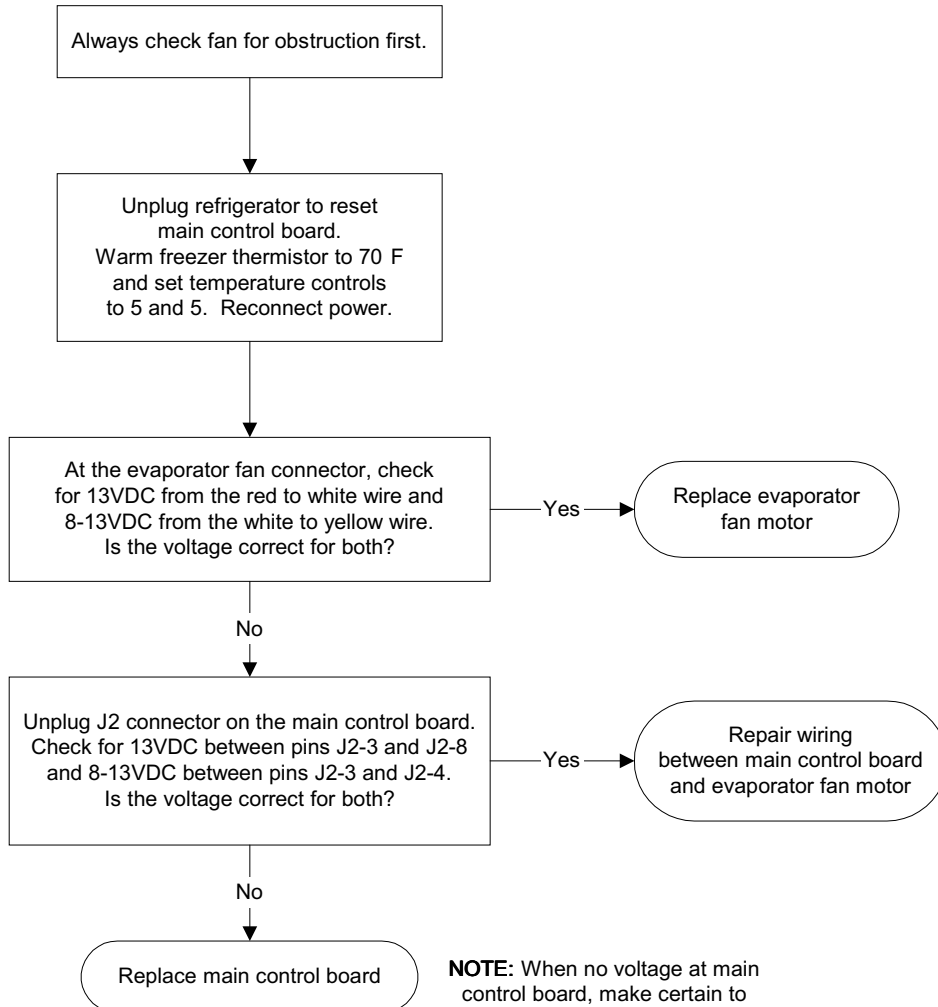 Always check fan for obstruction first.
Unplug refrigerator to reset
main control board.
Warm freezer thermistor to 70 F
and set temperature controls
to 5 and 5. Reconnect power.
At the evaporator fan connector, check
for 13VDC from the red to white wire and
8-13VDC from the white to yellow wire.
Is the voltage correct for both?
Yes
Replace evaporator
fan motor
No
Unplug J2 connector on the main control board.
Check for 13VDC between pins J2-3 and J2-8
and 8-13VDC between pins J2-3 and J2-4.
Is the voltage correct for both?
Yes
Repair wiring
between main control board
and evaporator fan motor
No
Replace main control board
NOTE: When no voltage at main
control board, make certain to